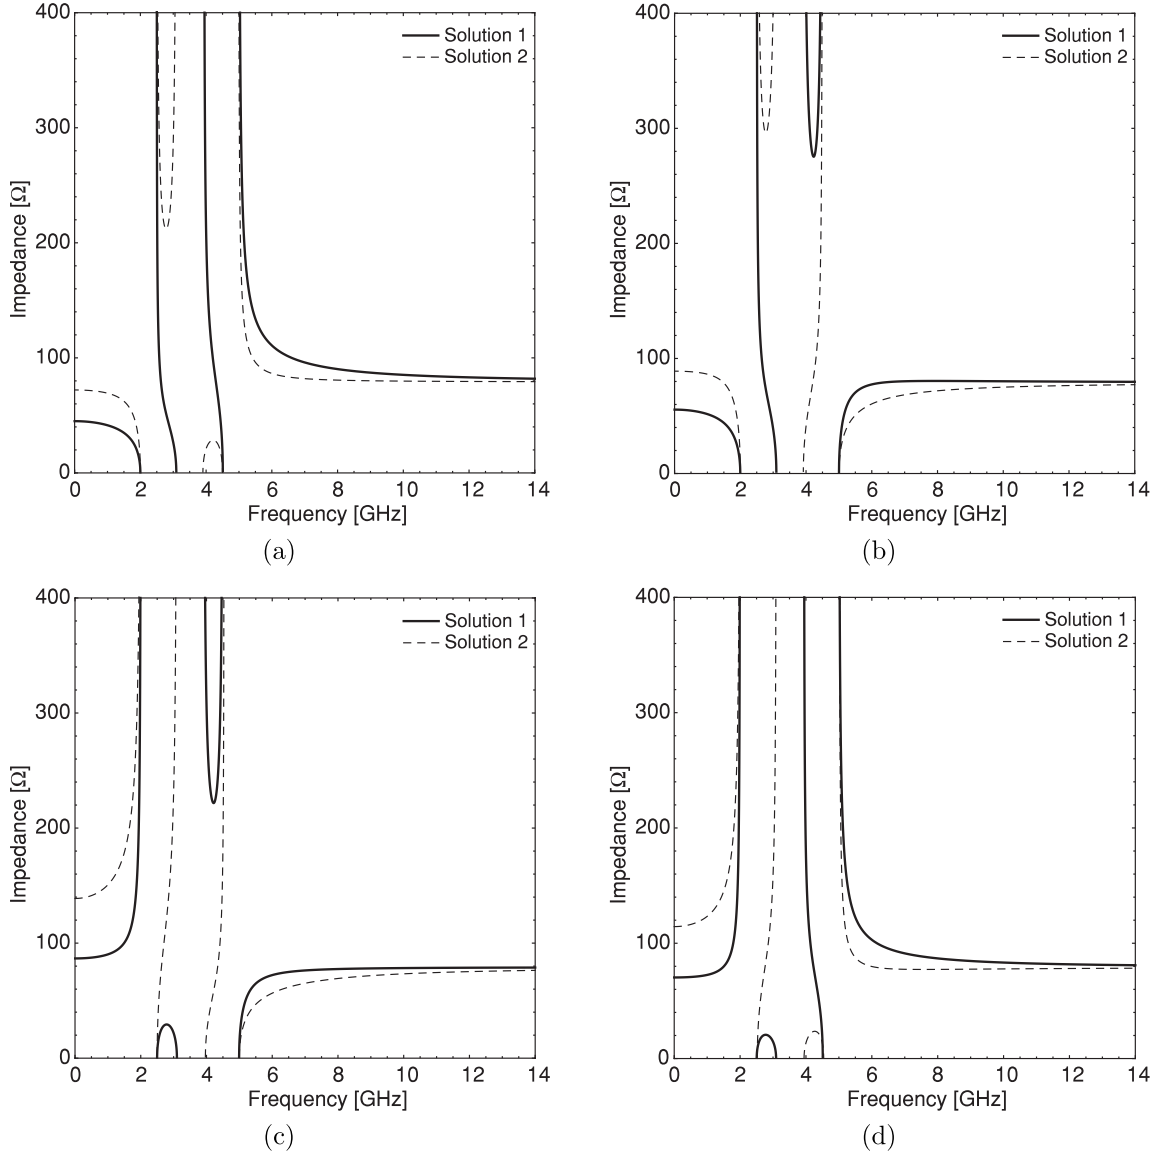 400
300
200
100
0
Impedance [Ω]
Solution 1
Solution 2
0 2 4 6 8 10 12 14
Frequency [GHz]
(a)
400
300
200
100
0
Impedance [Ω]
Solution 1
Solution 2
0 2 4 6 8 10 12 14
Frequency [GHz]
(b)
400
300
200
100
0
Impedance [Ω]
Solution 1
Solution 2
0 2 4 6 8 10 12 14
Frequency [GHz]
(c)
400
300
200
100
0
Impedance [Ω]
Solution 1
Solution 2
0 2 4 6 8 10 12 14
Frequency [GHz]
(d)